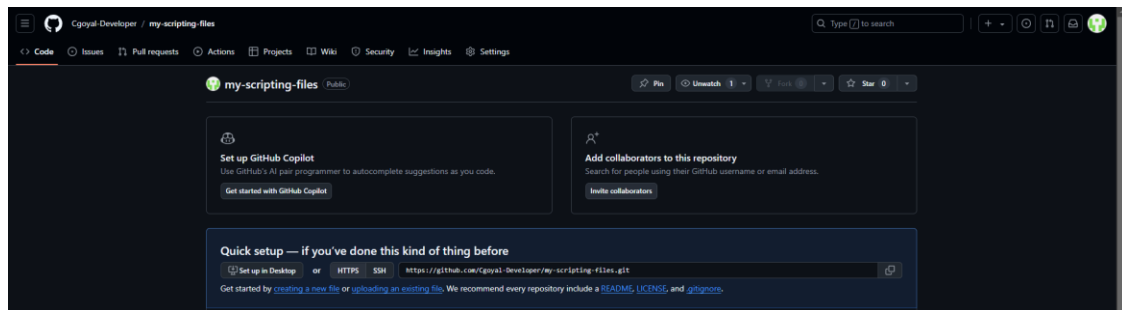 Cgoyal-Developer / my-scripting-files
Type / to search
Code Issues Pull requests Actions Projects Wiki Security Insights Settings
my-scripting-files Public
Pin Unwatch 1 Fork 0 Star 0
Set up GitHub Copilot
Use GitHub's AI pair programmer to autocomplete suggestions as you code.
Get started with GitHub Copilot
Add collaborators to this repository
Search for people using their GitHub username or email address.
Invite collaborators
Quick setup — if you've done this kind of thing before
Set up in Desktop or HTTPS SSH https://github.com/Cgoyal-Developer/my-scripting-files.git
Get started by creating a new file or uploading an existing file. We recommend every repository include a README, LICENSE, and .gitignore.